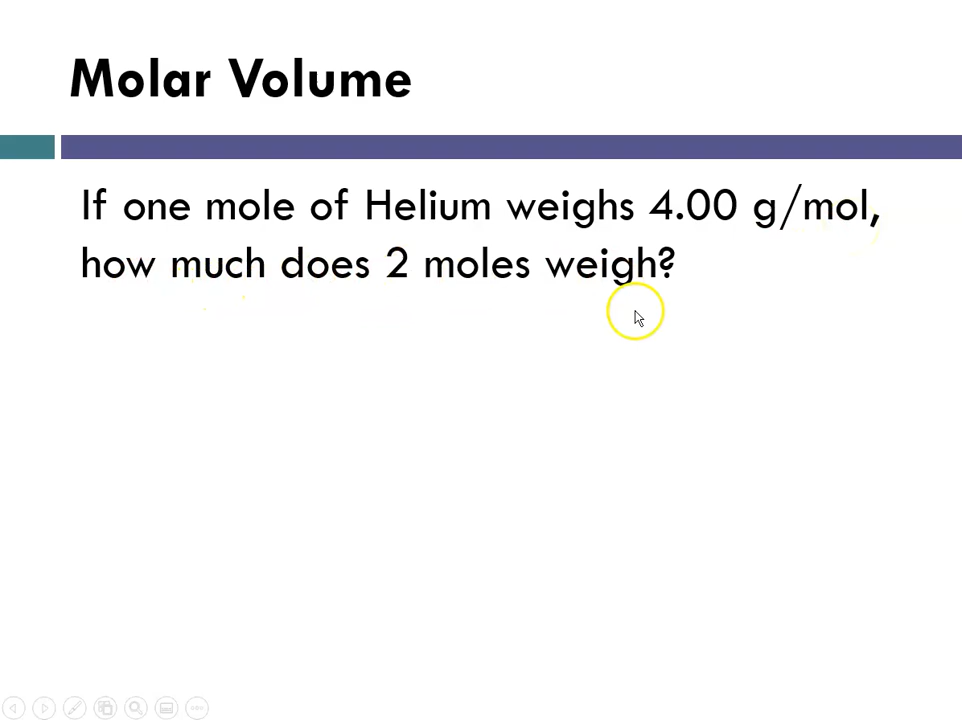 Molar Volume
If one mole of Helium weighs 4.00 g/mol,
how much does 2 moles weigh?